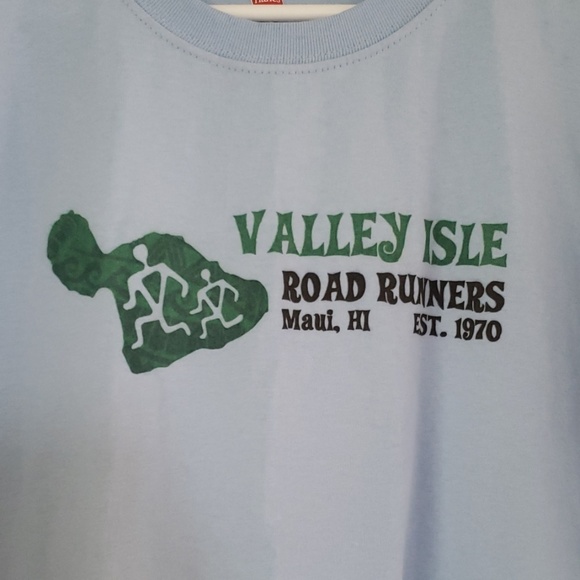 VALLEY ISLE
ROAD RUNNERS
Maui, HI EST. 1970